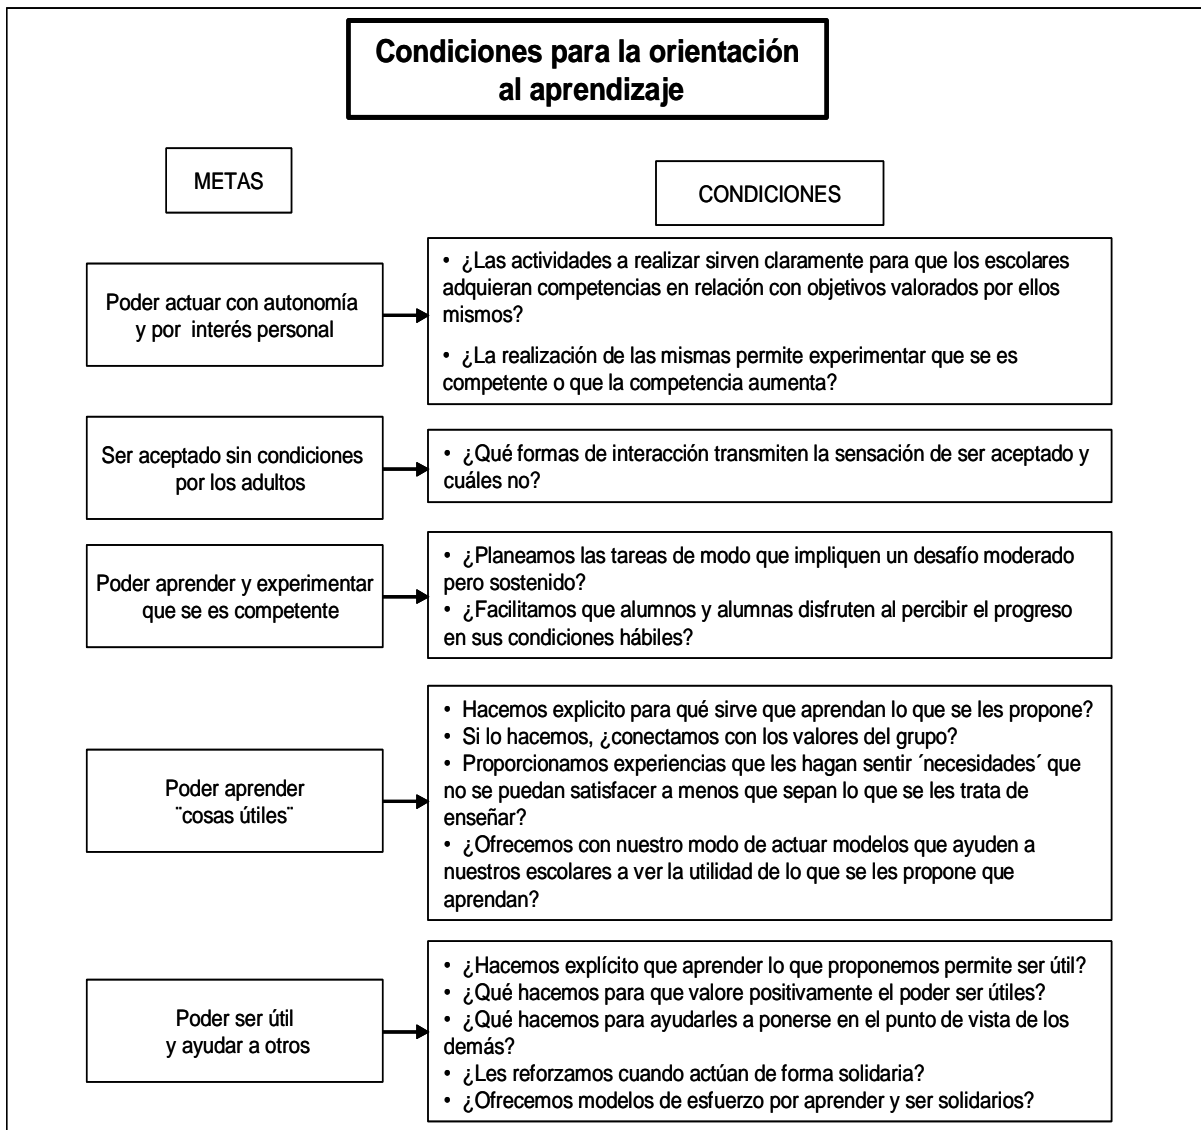 Condiciones para la orientación
al aprendizaje
METAS
CONDICIONES
Poder actuar con autonomía
y por interés personal
• ¿Las actividades a realizar sirven claramente para que los escolares
adquieran competencias en relación con objetivos valorados por ellos
mismos?
• ¿La realización de las mismas permite experimentar que se es
competente o que la competencia aumenta?
Ser aceptado sin condiciones
por los adultos
• ¿Qué formas de interacción transmiten la sensación de ser aceptado y
cuáles no?
Poder aprender y experimentar
que se es competente
• ¿Planeamos las tareas de modo que impliquen un desafío moderado
pero sostenido?
• ¿Facilitamos que alumnos y alumnas disfruten al percibir el progreso
en sus condiciones hábiles?
Poder aprender
¨cosas útiles¨
• Hacemos explicito para qué sirve que aprendan lo que se les propone?
• Si lo hacemos, ¿conectamos con los valores del grupo?
• Proporcionamos experiencias que les hagan sentir ´necesidades´ que
no se puedan satisfacer a menos que sepan lo que se les trata de
enseñar?
• ¿Ofrecemos con nuestro modo de actuar modelos que ayuden a
nuestros escolares a ver la utilidad de lo que se les propone que
aprendan?
Poder ser útil
y ayudar a otros
• ¿Hacemos explícito que aprender lo que proponemos permite ser útil?
• ¿Qué hacemos para que valore positivamente el poder ser útiles?
• ¿Qué hacemos para ayudarles a ponerse en el punto de vista de los
demás?
• ¿Les reforzamos cuando actúan de forma solidaria?
• ¿Ofrecemos modelos de esfuerzo por aprender y ser solidarios?